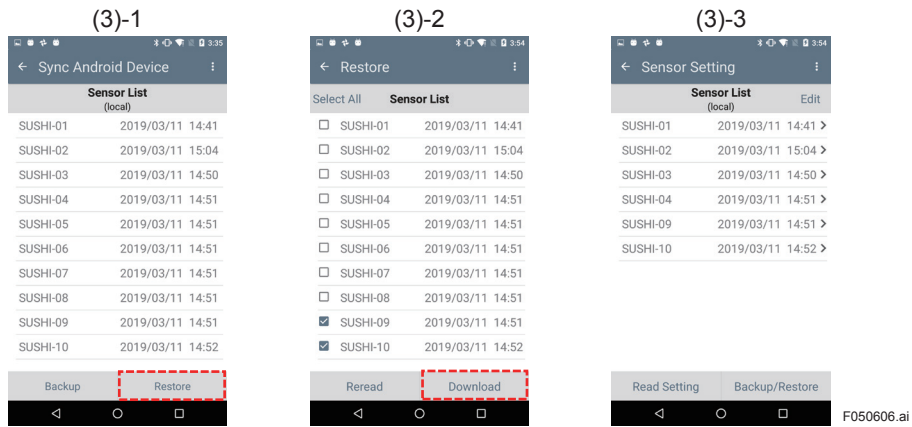 (3)-1
3:35
Sync Android Device
Sensor List
(local)
SUSHI-01 2019/03/11 14:41
SUSHI-02 2019/03/11 15:04
SUSHI-03 2019/03/11 14:50
SUSHI-04 2019/03/11 14:51
SUSHI-05 2019/03/11 14:51
SUSHI-06 2019/03/11 14:51
SUSHI-07 2019/03/11 14:51
SUSHI-08 2019/03/11 14:51
SUSHI-09 2019/03/11 14:51
SUSHI-10 2019/03/11 14:52
Backup Restore
(3)-2
3:54
Restore
Select All Sensor List
SUSHI-01 2019/03/11 14:41
SUSHI-02 2019/03/11 15:04
SUSHI-03 2019/03/11 14:50
SUSHI-04 2019/03/11 14:51
SUSHI-05 2019/03/11 14:51
SUSHI-06 2019/03/11 14:51
SUSHI-07 2019/03/11 14:51
SUSHI-08 2019/03/11 14:51
SUSHI-09 2019/03/11 14:51
SUSHI-10 2019/03/11 14:52
Reread Download
(3)-3
3:54
Sensor Setting
Sensor List
(local)
Edit
SUSHI-01 2019/03/11 14:41 >
SUSHI-02 2019/03/11 15:04 >
SUSHI-03 2019/03/11 14:50 >
SUSHI-04 2019/03/11 14:51 >
SUSHI-09 2019/03/11 14:51 >
SUSHI-10 2019/03/11 14:52 >
Read Setting Backup/Restore
F050606.ai